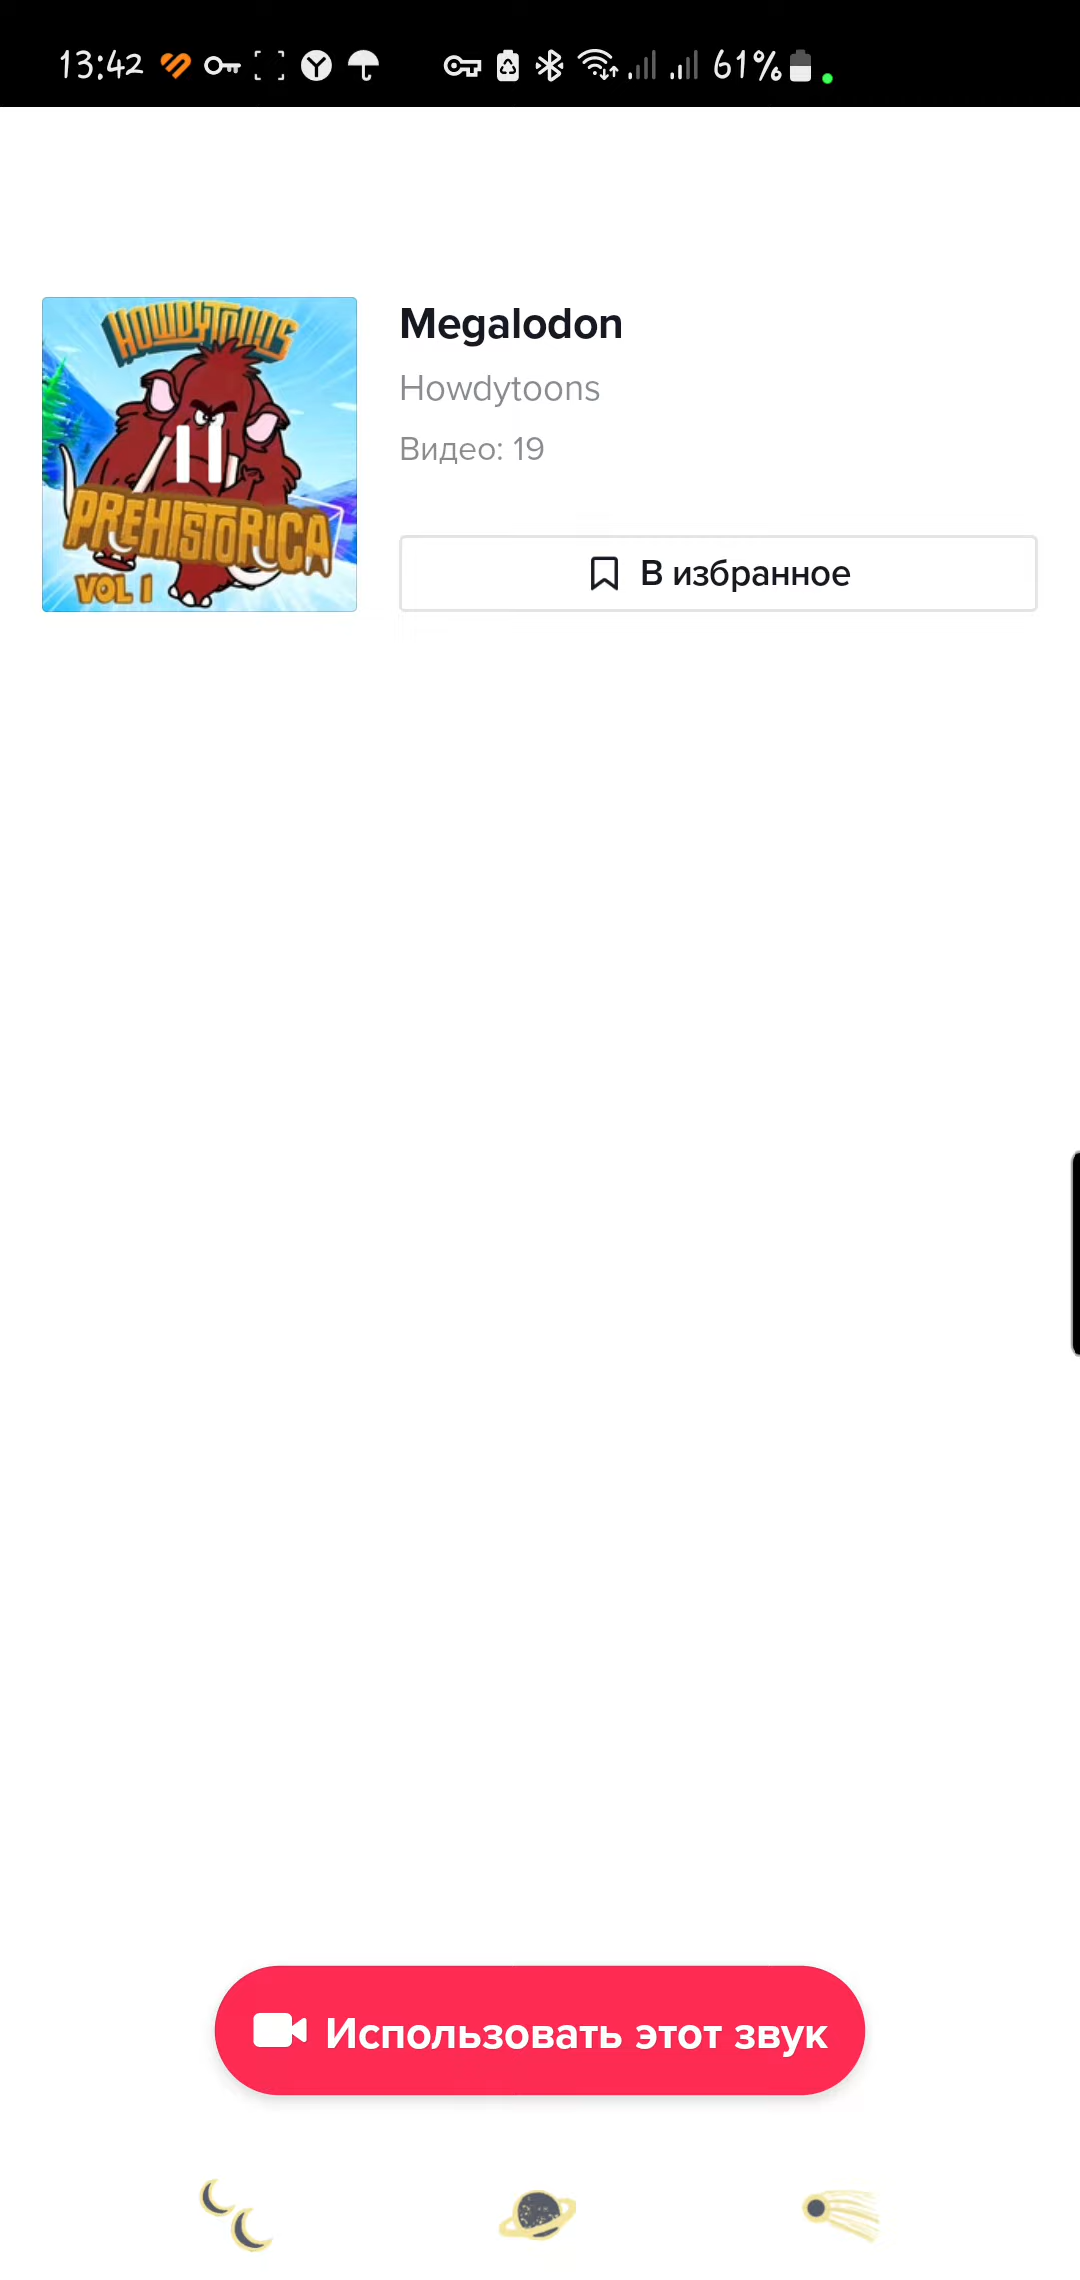 13:42
61%
HOWDYTOONS
PREHISTORICA
VOL 1
Megalodon
Howdytoons
Видео: 19
В избранное
Использовать этот звук